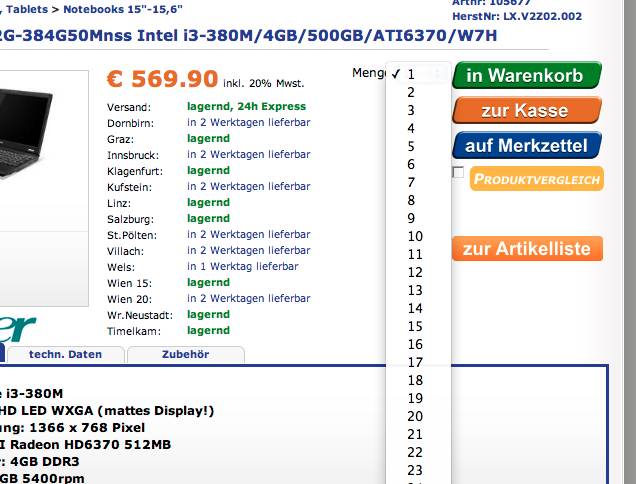 , Tablets > Notebooks 15"-15,6"
ArtNr: 105677
HerstNr: LX.V2Z02.002
2G-384G50Mnss Intel i3-380M/4GB/500GB/ATI6370/W7H
€ 569.90 inkl. 20% Mwst.
Versand: lagernd, 24h Express
Dornbirn: in 2 Werktagen lieferbar
Graz: lagernd
Innsbruck: in 2 Werktagen lieferbar
Klagenfurt: lagernd
Kufstein: in 2 Werktagen lieferbar
Linz: lagernd
Salzburg: lagernd
St.Pölten: in 2 Werktagen lieferbar
Villach: in 2 Werktagen lieferbar
Wels: in 1 Werktag lieferbar
Wien 15: lagernd
Wien 20: in 2 Werktagen lieferbar
Wr.Neustadt: lagernd
Timelkam: lagernd
Menge
✓ 1
2
3
4
5
6
7
8
9
10
11
12
13
14
15
16
17
18
19
20
21
22
23
in Warenkorb
zur Kasse
auf Merkzettel
PRODUKTVERGLEICH
zur Artikelliste
er
techn. Daten
Zubehör
e i3-380M
HD LED WXGA (mattes Display!)
ung: 1366 x 768 Pixel
TI Radeon HD6370 512MB
r: 4GB DDR3
GB 5400rpm